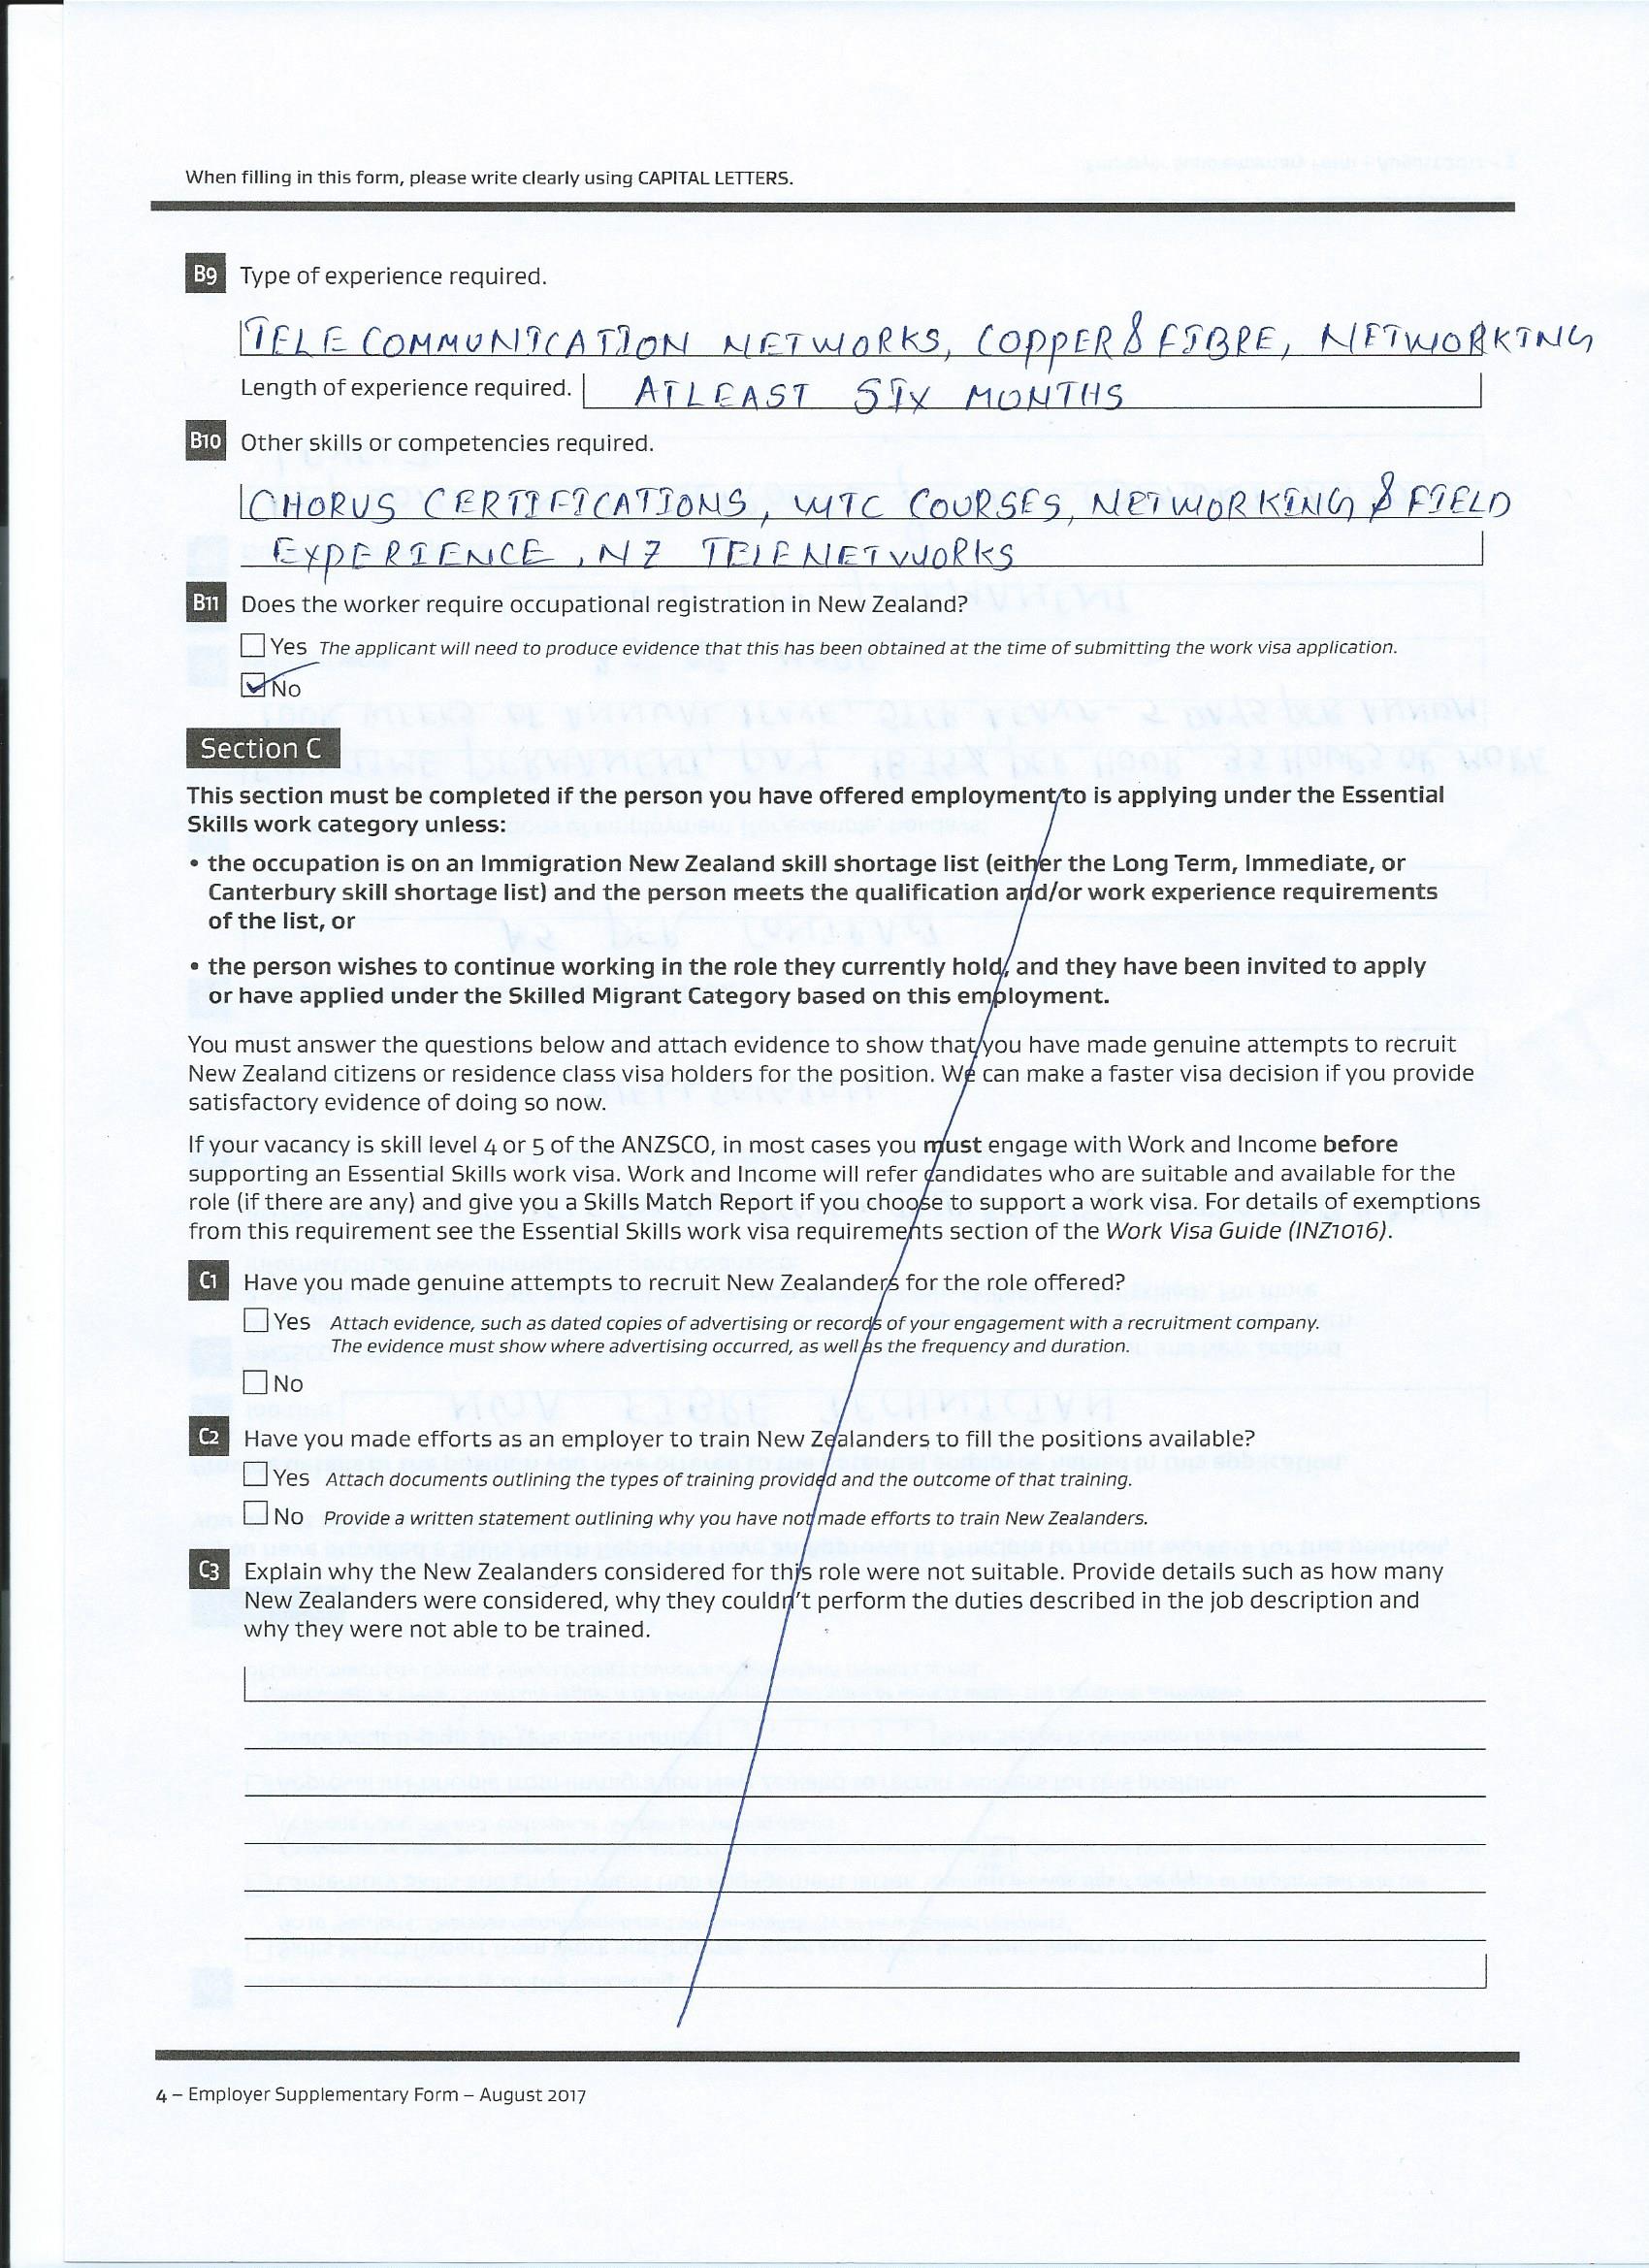 When filling in this form, please write clearly using CAPITAL LETTERS.
B9 Type of experience required.
TELECOMMUNICATION NETWORKS, COPPER & FIBRE, NETWORKING
Length of experience required. ATLEAST SIX MONTHS
B10 Other skills or competencies required.
CHORUS CERTIFICATIONS, WTC COURSES, NETWORKING & FIELD
EXPERIENCE, NZ TELENETWORKS
B11 Does the worker require occupational registration in New Zealand?
Yes The applicant will need to produce evidence that this has been obtained at the time of submitting the work visa application.
No
Section C
This section must be completed if the person you have offered employment to is applying under the Essential
Skills work category unless:
• the occupation is on an Immigration New Zealand skill shortage list (either the Long Term, Immediate, or
Canterbury skill shortage list) and the person meets the qualification and/or work experience requirements
of the list, or
• the person wishes to continue working in the role they currently hold, and they have been invited to apply
or have applied under the Skilled Migrant Category based on this employment.
You must answer the questions below and attach evidence to show that you have made genuine attempts to recruit
New Zealand citizens or residence class visa holders for the position. We can make a faster visa decision if you provide
satisfactory evidence of doing so now.
If your vacancy is skill level 4 or 5 of the ANZSCO, in most cases you must engage with Work and Income before
supporting an Essential Skills work visa. Work and Income will refer candidates who are suitable and available for the
role (if there are any) and give you a Skills Match Report if you choose to support a work visa. For details of exemptions
from this requirement see the Essential Skills work visa requirements section of the Work Visa Guide (INZ1016).
C1 Have you made genuine attempts to recruit New Zealanders for the role offered?
Yes Attach evidence, such as dated copies of advertising or records of your engagement with a recruitment company.
The evidence must show where advertising occurred, as well as the frequency and duration.
No
C2 Have you made efforts as an employer to train New Zealanders to fill the positions available?
Yes Attach documents outlining the types of training provided and the outcome of that training.
No Provide a written statement outlining why you have not made efforts to train New Zealanders.
C3 Explain why the New Zealanders considered for this role were not suitable. Provide details such as how many
New Zealanders were considered, why they couldn't perform the duties described in the job description and
why they were not able to be trained.
4 – Employer Supplementary Form – August 2017